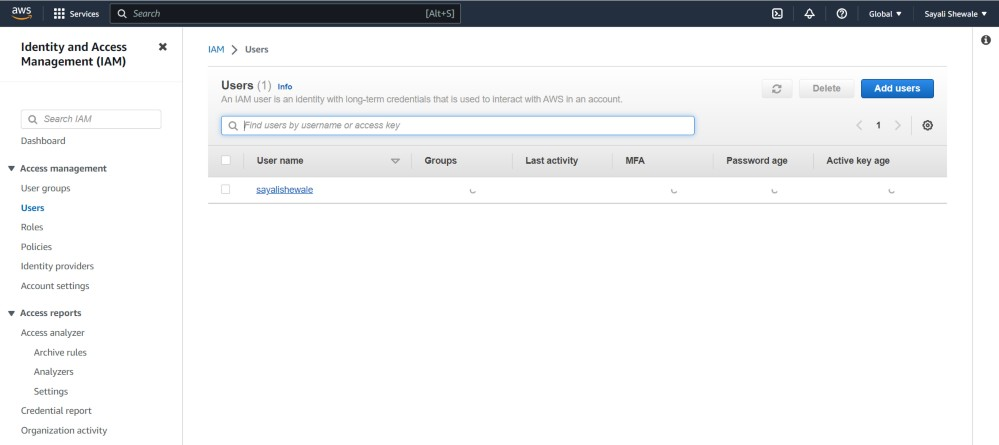 aws Services Search [Alt+S] Global Sayali Shewale
Identity and Access
Management (IAM)
Search IAM
Dashboard
Access management
User groups
Users
Roles
Policies
Identity providers
Account settings
Access reports
Access analyzer
Archive rules
Analyzers
Settings
Credential report
Organization activity
IAM > Users
Users (1) Info
An IAM user is an identity with long-term credentials that is used to interact with AWS in an account.
Delete Add users
Find users by username or access key
1
User name Groups Last activity MFA Password age Active key age
sayalishewale